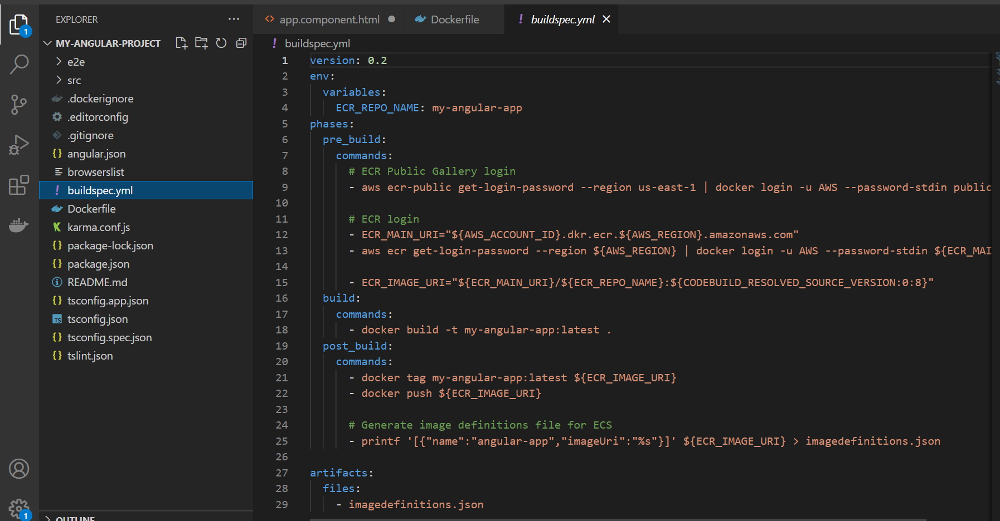 EXPLORER
MY-ANGULAR-PROJECT
e2e
src
.dockerignore
.editorconfig
.gitignore
angular.json
browserslist
buildspec.yml
Dockerfile
karma.conf.js
package-lock.json
package.json
README.md
tsconfig.app.json
tsconfig.json
tsconfig.spec.json
tslint.json
OUTLINE
1
1
app.component.html
Dockerfile
buildspec.yml
buildspec.yml
1 version: 0.2
2 env:
3 variables:
4 ECR_REPO_NAME: my-angular-app
5 phases:
6 pre_build:
7 commands:
8 # ECR Public Gallery login
9 - aws ecr-public get-login-password --region us-east-1 | docker login -u AWS --password-stdin public
10
11 # ECR login
12 - ECR_MAIN_URI="${AWS_ACCOUNT_ID}.dkr.ecr.${AWS_REGION}.amazonaws.com"
13 - aws ecr get-login-password --region ${AWS_REGION} | docker login -u AWS --password-stdin ${ECR_MAI
14
15 - ECR_IMAGE_URI="${ECR_MAIN_URI}/${ECR_REPO_NAME}:${CODEBUILD_RESOLVED_SOURCE_VERSION:0:8}"
16 build:
17 commands:
18 - docker build -t my-angular-app:latest .
19 post_build:
20 commands:
21 - docker tag my-angular-app:latest ${ECR_IMAGE_URI}
22 - docker push ${ECR_IMAGE_URI}
23
24 # Generate image definitions file for ECS
25 - printf '[{"name":"angular-app","imageUri":"%s"}]' ${ECR_IMAGE_URI} > imagedefinitions.json
26
27 artifacts:
28 files:
29 - imagedefinitions.json